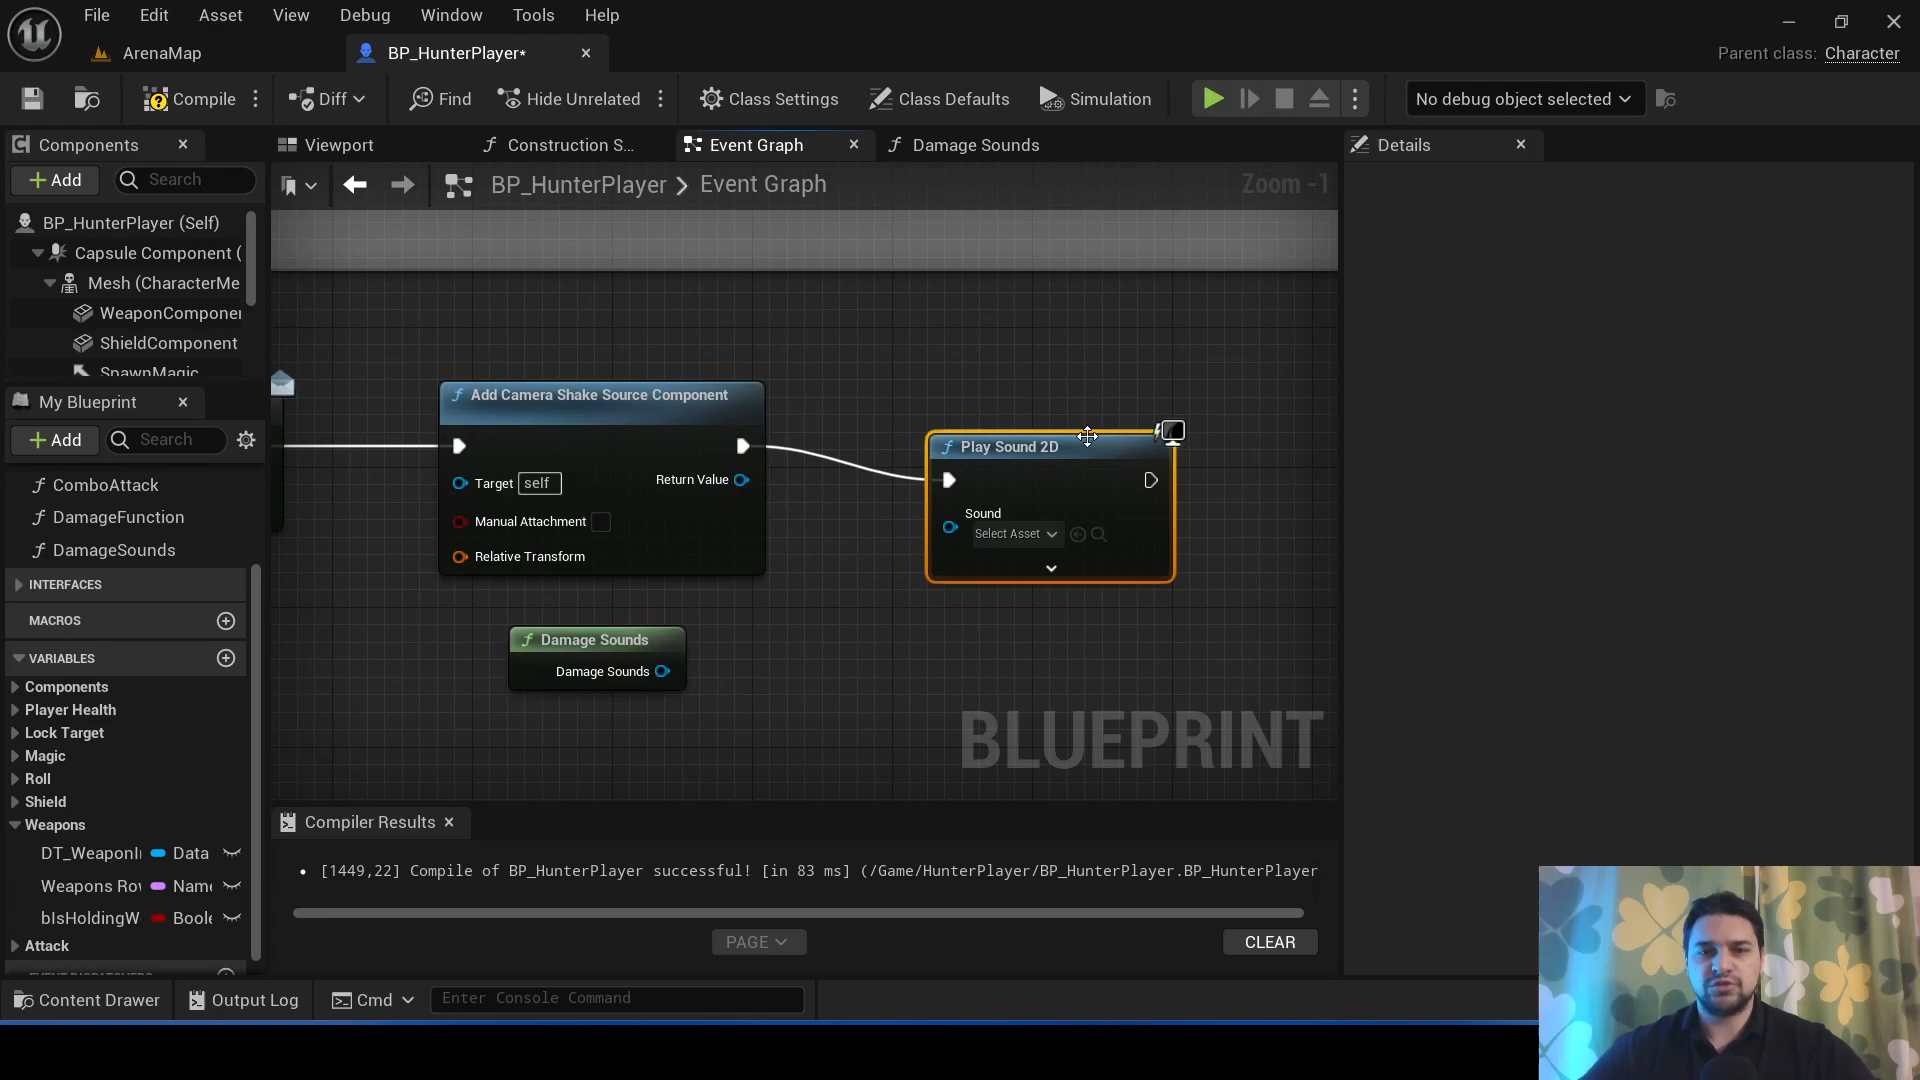 File Edit Asset View Debug Window Tools Help
ArenaMap
BP_HunterPlayer*
Parent class: Character
Compile
Diff
Find
Hide Unrelated
Class Settings
Class Defaults
Simulation
No debug object selected
Components
Viewport
Construction S...
Event Graph
Damage Sounds
Details
Add
Search
BP_HunterPlayer > Event Graph
Zoom -1
BP_HunterPlayer (Self)
Capsule Component (
Mesh (CharacterMe
WeaponComponen
ShieldComponent
SpawnMagic
My Blueprint
Add
Search
ComboAttack
DamageFunction
DamageSounds
INTERFACES
MACROS
VARIABLES
Components
Player Health
Lock Target
Magic
Roll
Shield
Weapons
DT_WeaponI Data
Weapons Ro Name
bIsHoldingW Boole
Attack
EVENT DISPATCHERS
Add Camera Shake Source Component
Target self
Return Value
Manual Attachment
Relative Transform
Play Sound 2D
Sound
Select Asset
Damage Sounds
Damage Sounds
BLUEPRINT
Compiler Results
[1449,22] Compile of BP_HunterPlayer successful! [in 83 ms] (/Game/HunterPlayer/BP_HunterPlayer.BP_HunterPlayer
PAGE
CLEAR
Content Drawer
Output Log
Cmd
Enter Console Command